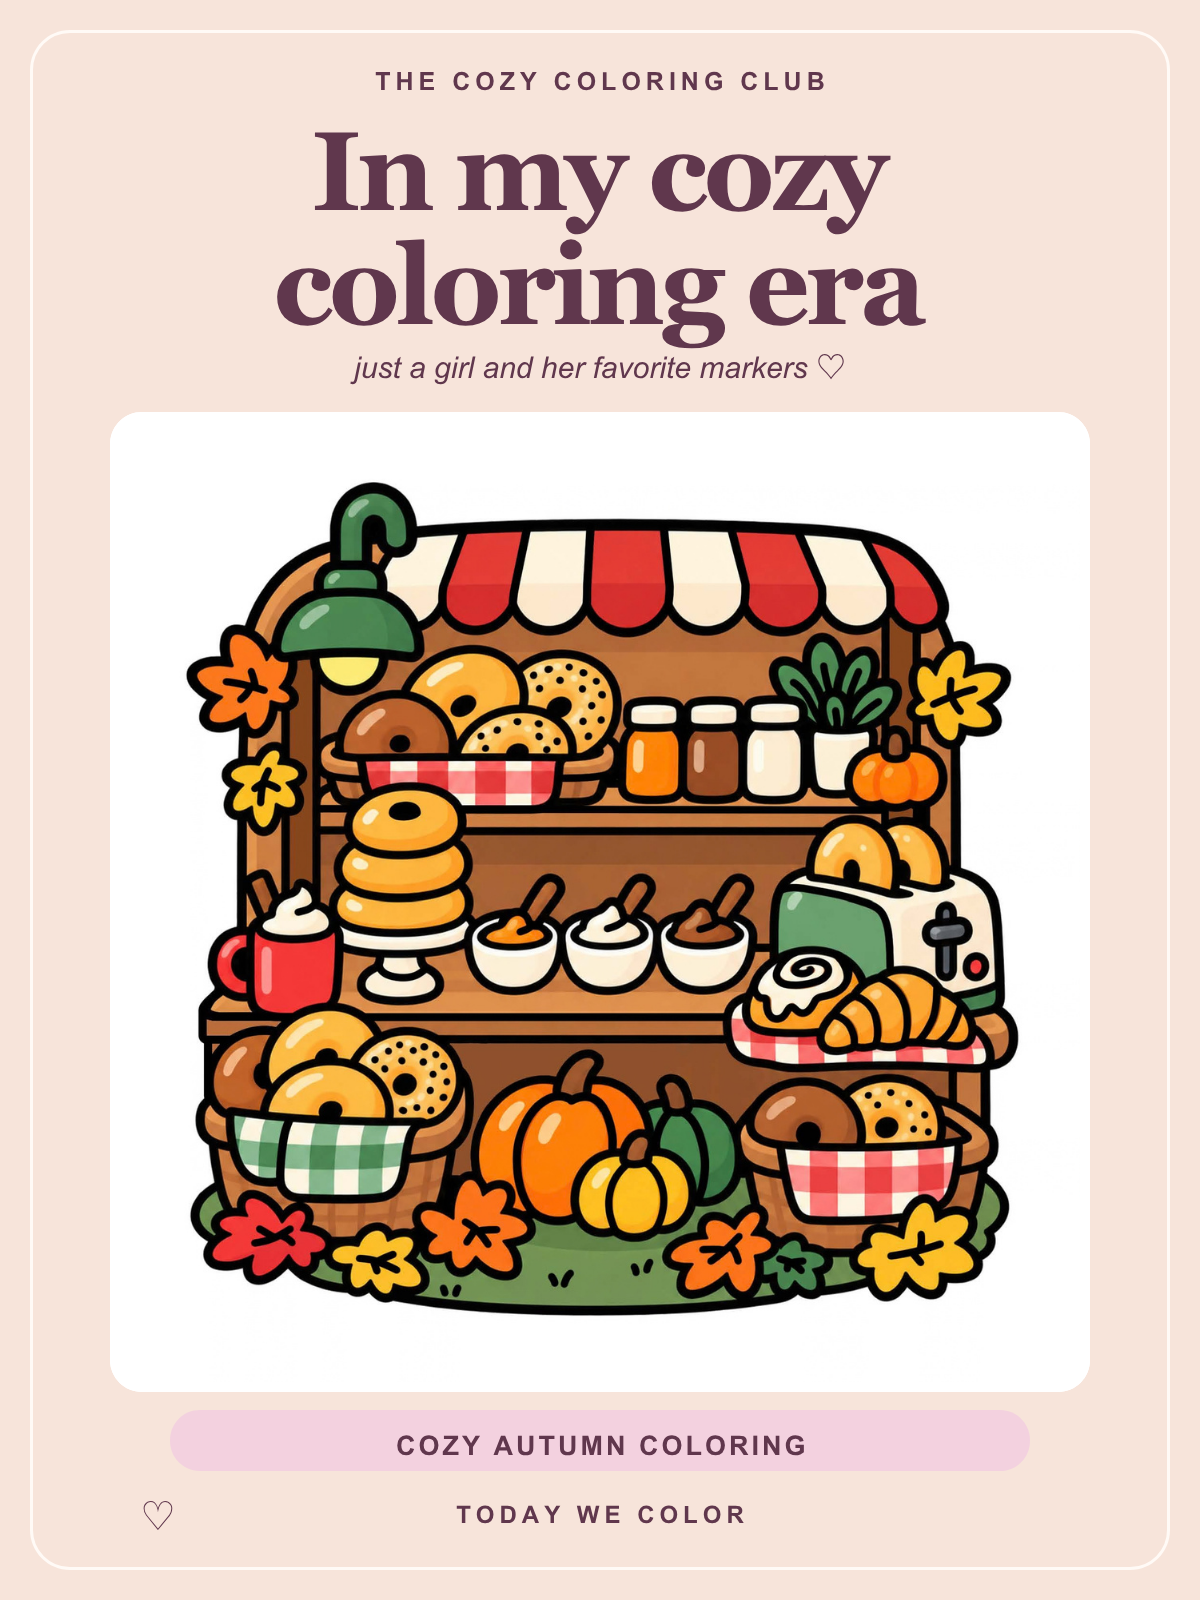 THE COZY COLORING CLUB
In my cozy
coloring era
just a girl and her favorite markers ♡
COZY AUTUMN COLORING
♡ TODAY WE COLOR